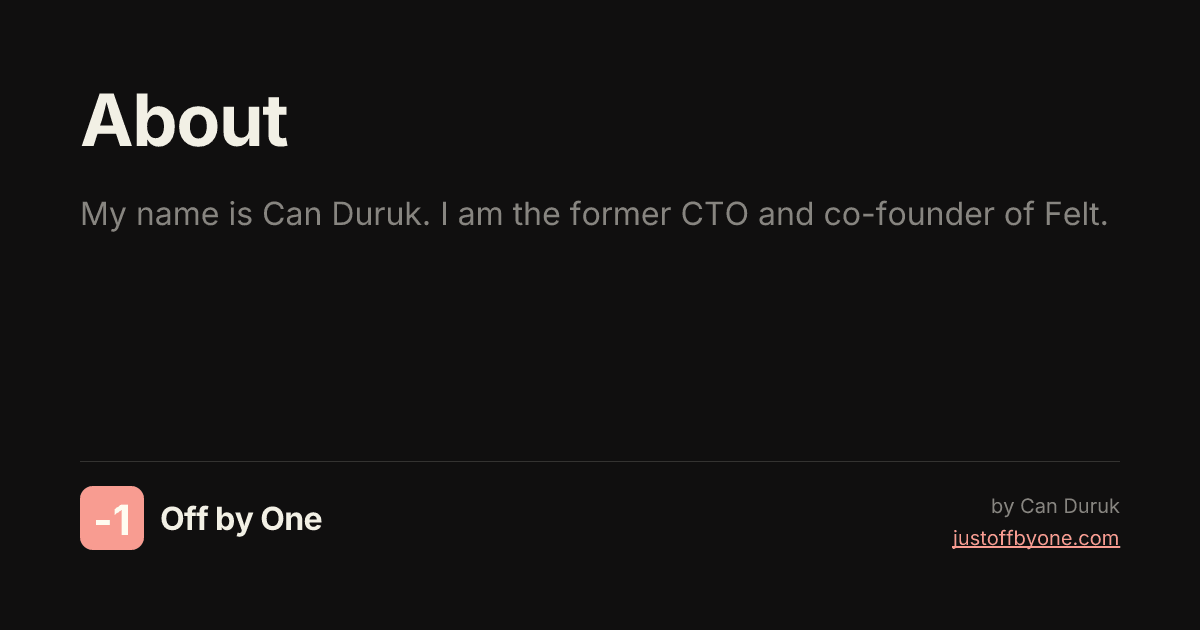 About
My name is Can Duruk. I am the former CTO and co-founder of Felt.
-1
Off by One
by Can Duruk
justoffbyone.com